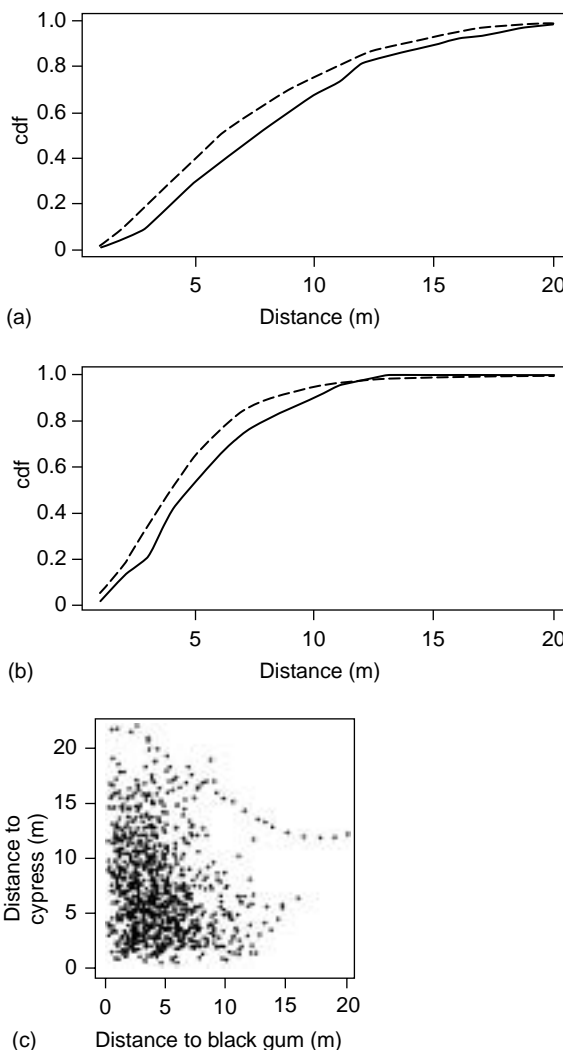 1.0
0.8
0.6
0.4
0.2
0
cdf
5 10 15 20
(a) Distance (m)
1.0
0.8
0.6
0.4
0.2
0
cdf
5 10 15 20
Distance (m)
(b)
20
15
10
5
0
Distance to
cypress (m)
0 5 10 15 20
(c) Distance to black gum (m)